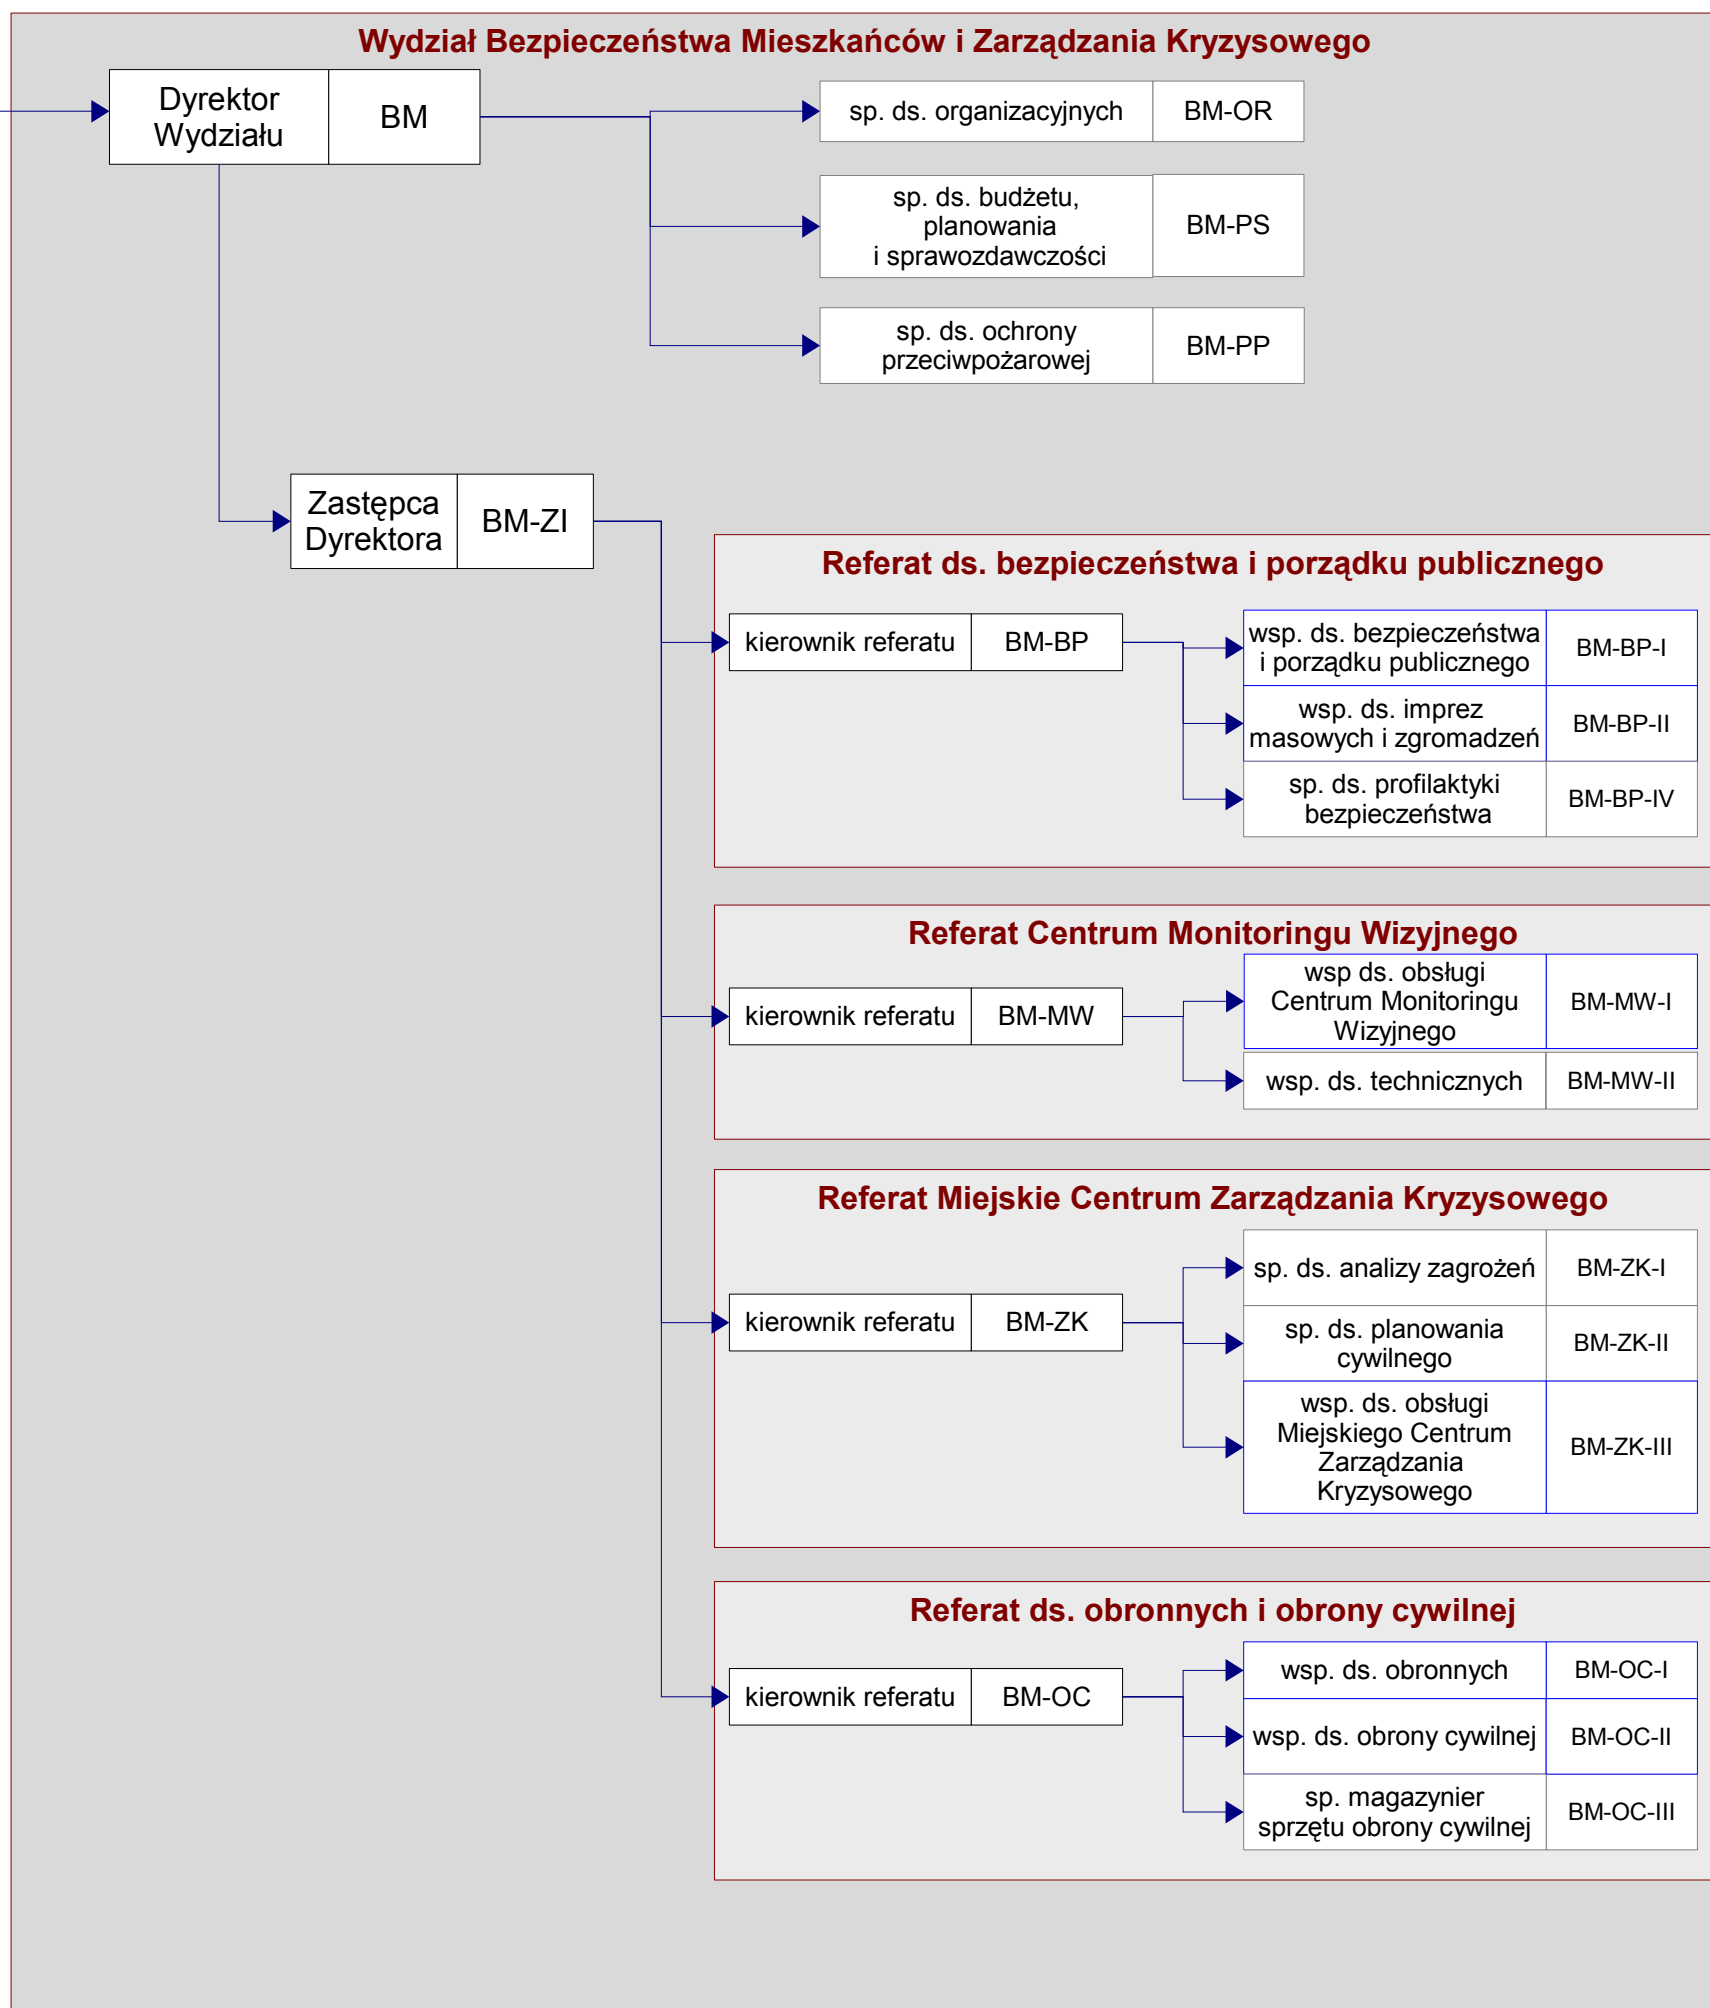 Wydział Bezpieczeństwa Mieszkańców i Zarządzania Kryzysowego
Dyrektor
Wydziału
BM
sp. ds. organizacyjnych
BM-OR
sp. ds. budżetu,
planowania
i sprawozdawczości
BM-PS
sp. ds. ochrony
przeciwpożarowej
BM-PP
Zastępca
Dyrektora
BM-ZI
Referat ds. bezpieczeństwa i porządku publicznego
kierownik referatu
BM-BP
wsp. ds. bezpieczeństwa
i porządku publicznego
BM-BP-I
wsp. ds. imprez
masowych i zgromadzeń
BM-BP-II
sp. ds. profilaktyki
bezpieczeństwa
BM-BP-IV
Referat Centrum Monitoringu Wizyjnego
kierownik referatu
BM-MW
wsp ds. obsługi
Centrum Monitoringu
Wizyjnego
BM-MW-I
wsp. ds. technicznych
BM-MW-II
Referat Miejskie Centrum Zarządzania Kryzysowego
kierownik referatu
BM-ZK
sp. ds. analizy zagrożeń
BM-ZK-I
sp. ds. planowania
cywilnego
BM-ZK-II
wsp. ds. obsługi
Miejskiego Centrum
Zarządzania
Kryzysowego
BM-ZK-III
Referat ds. obronnych i obrony cywilnej
kierownik referatu
BM-OC
wsp. ds. obronnych
BM-OC-I
wsp. ds. obrony cywilnej
BM-OC-II
sp. magazynier
sprzętu obrony cywilnej
BM-OC-III